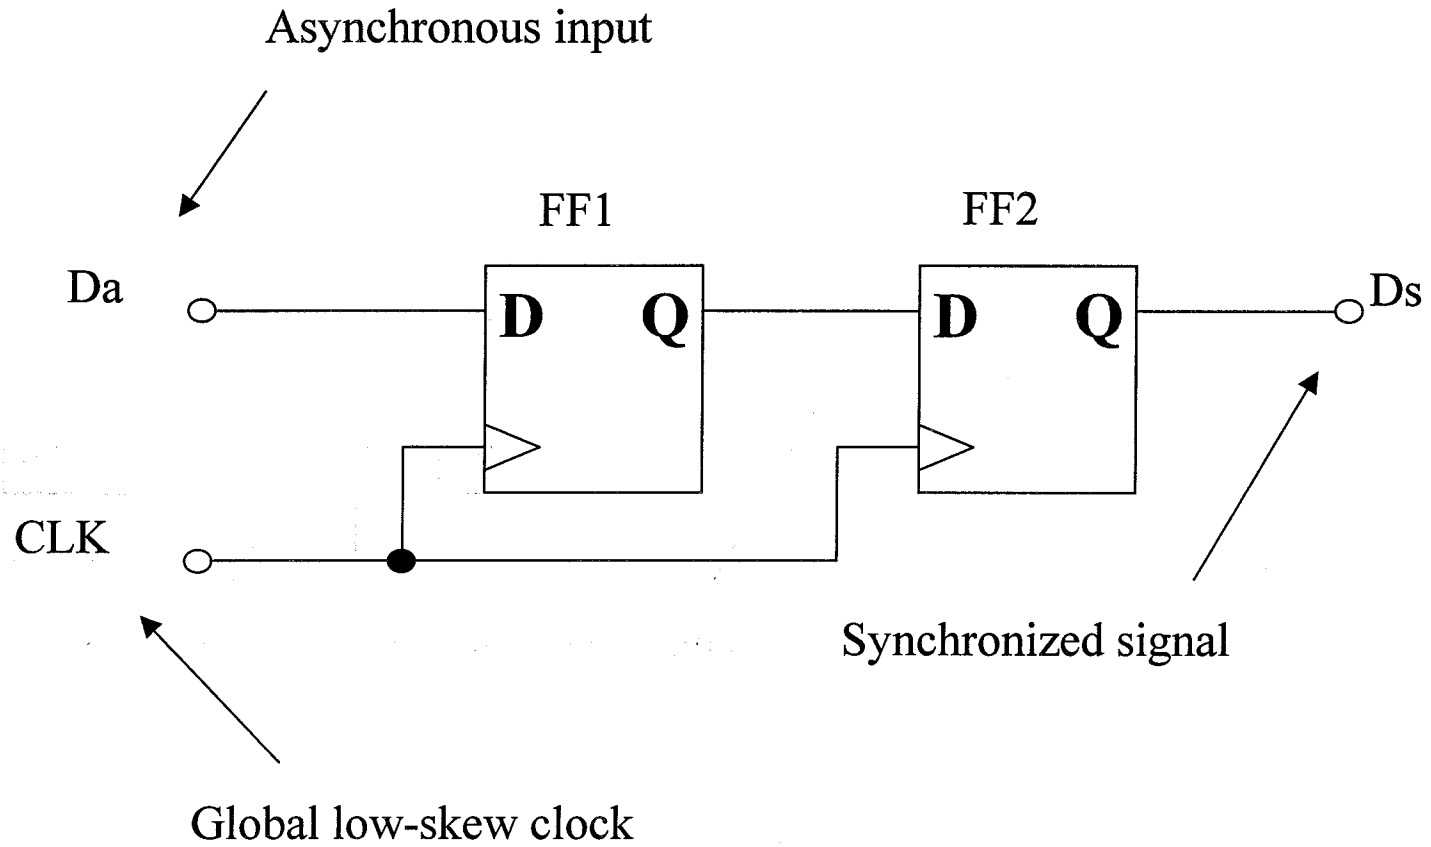 Asynchronous input
FF1
FF2
Da
D
Q
D
Q
Ds
CLK
Synchronized signal
Global low-skew clock